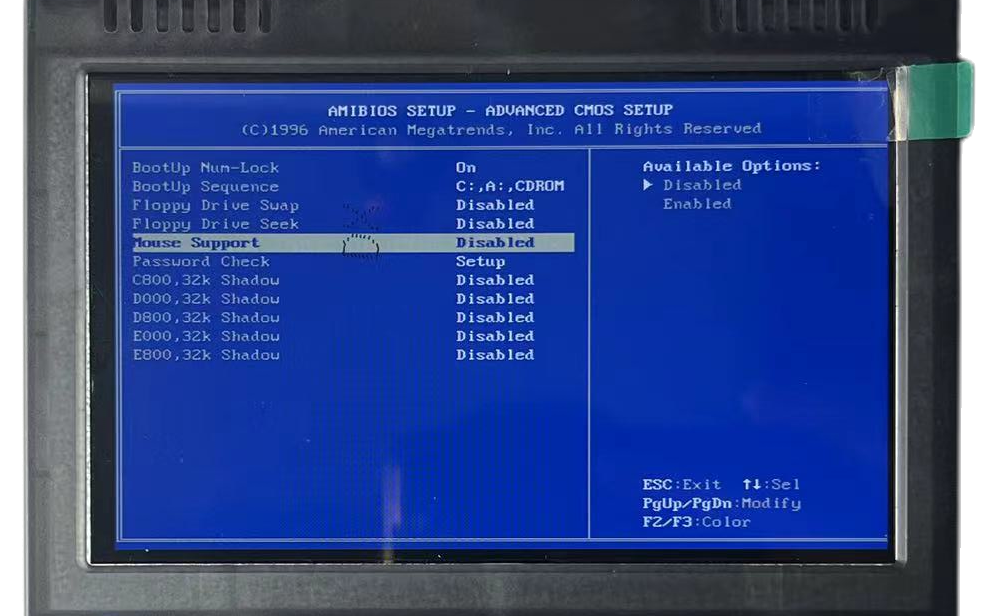 AMIBIOS SETUP - ADVANCED CMOS SETUP
(C)1996 American Megatrends, Inc. All Rights Reserved
BootUp Num-Lock On
BootUp Sequence C:,A:,CDROM
Floppy Drive Swap Disabled
Floppy Drive Seek Disabled
Mouse Support Disabled
Password Check Setup
C800,32k Shadow Disabled
D000,32k Shadow Disabled
D800,32k Shadow Disabled
E000,32k Shadow Disabled
E800,32k Shadow Disabled
Available Options:
▶ Disabled
Enabled
ESC:Exit ↑↓:Sel
PgUp/PgDn:Modify
F2/F3:Color